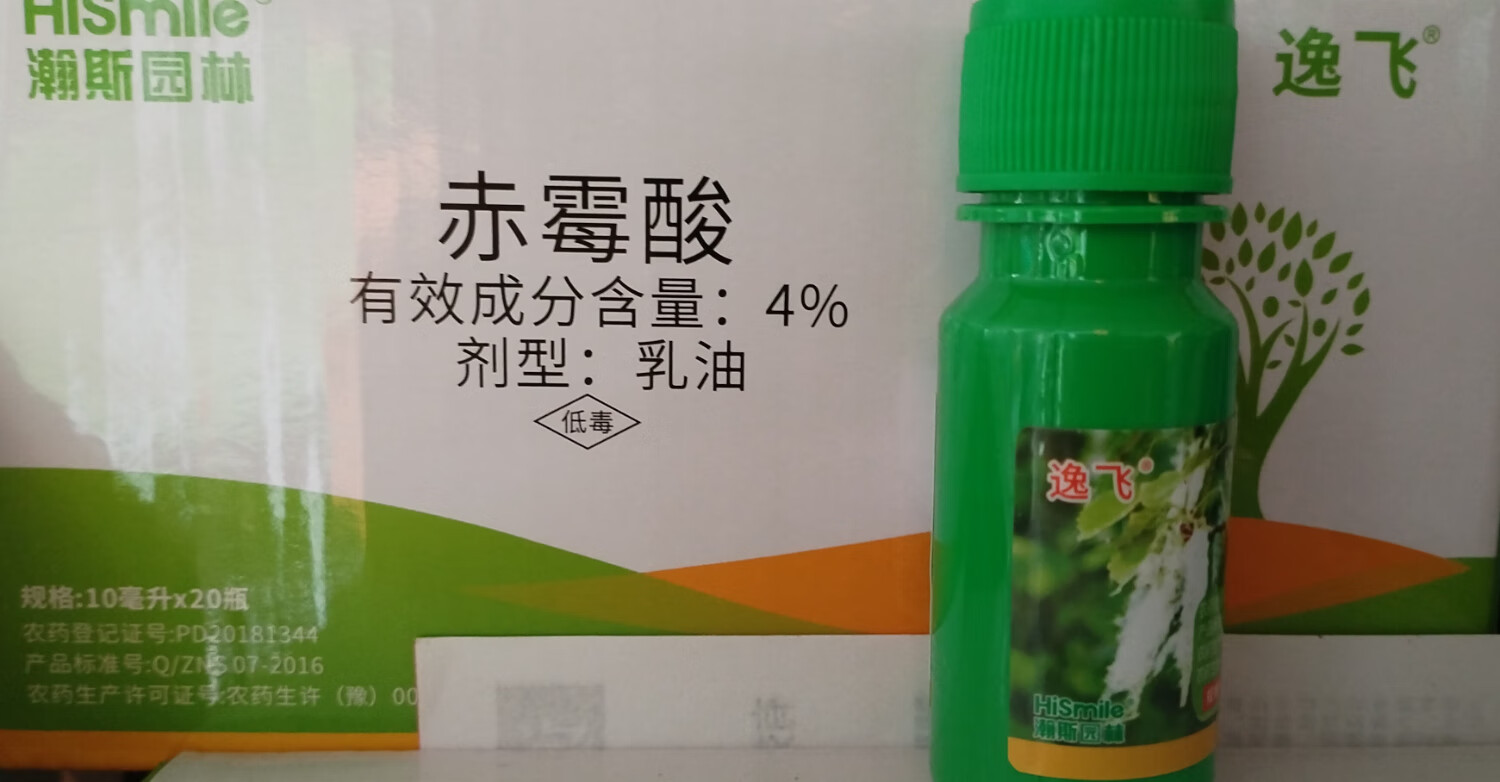 HiSmile®
瀚斯园林
逸飞®
赤霉酸
有效成分含量：4%
剂型：乳油
低毒
规格:10毫升x20瓶
农药登记证号:PD20181344
产品标准号:Q/ZNS 07-2016
农药生产许可证号:农药生许（豫）00
逸飞®
HiSmile®
瀚斯园林